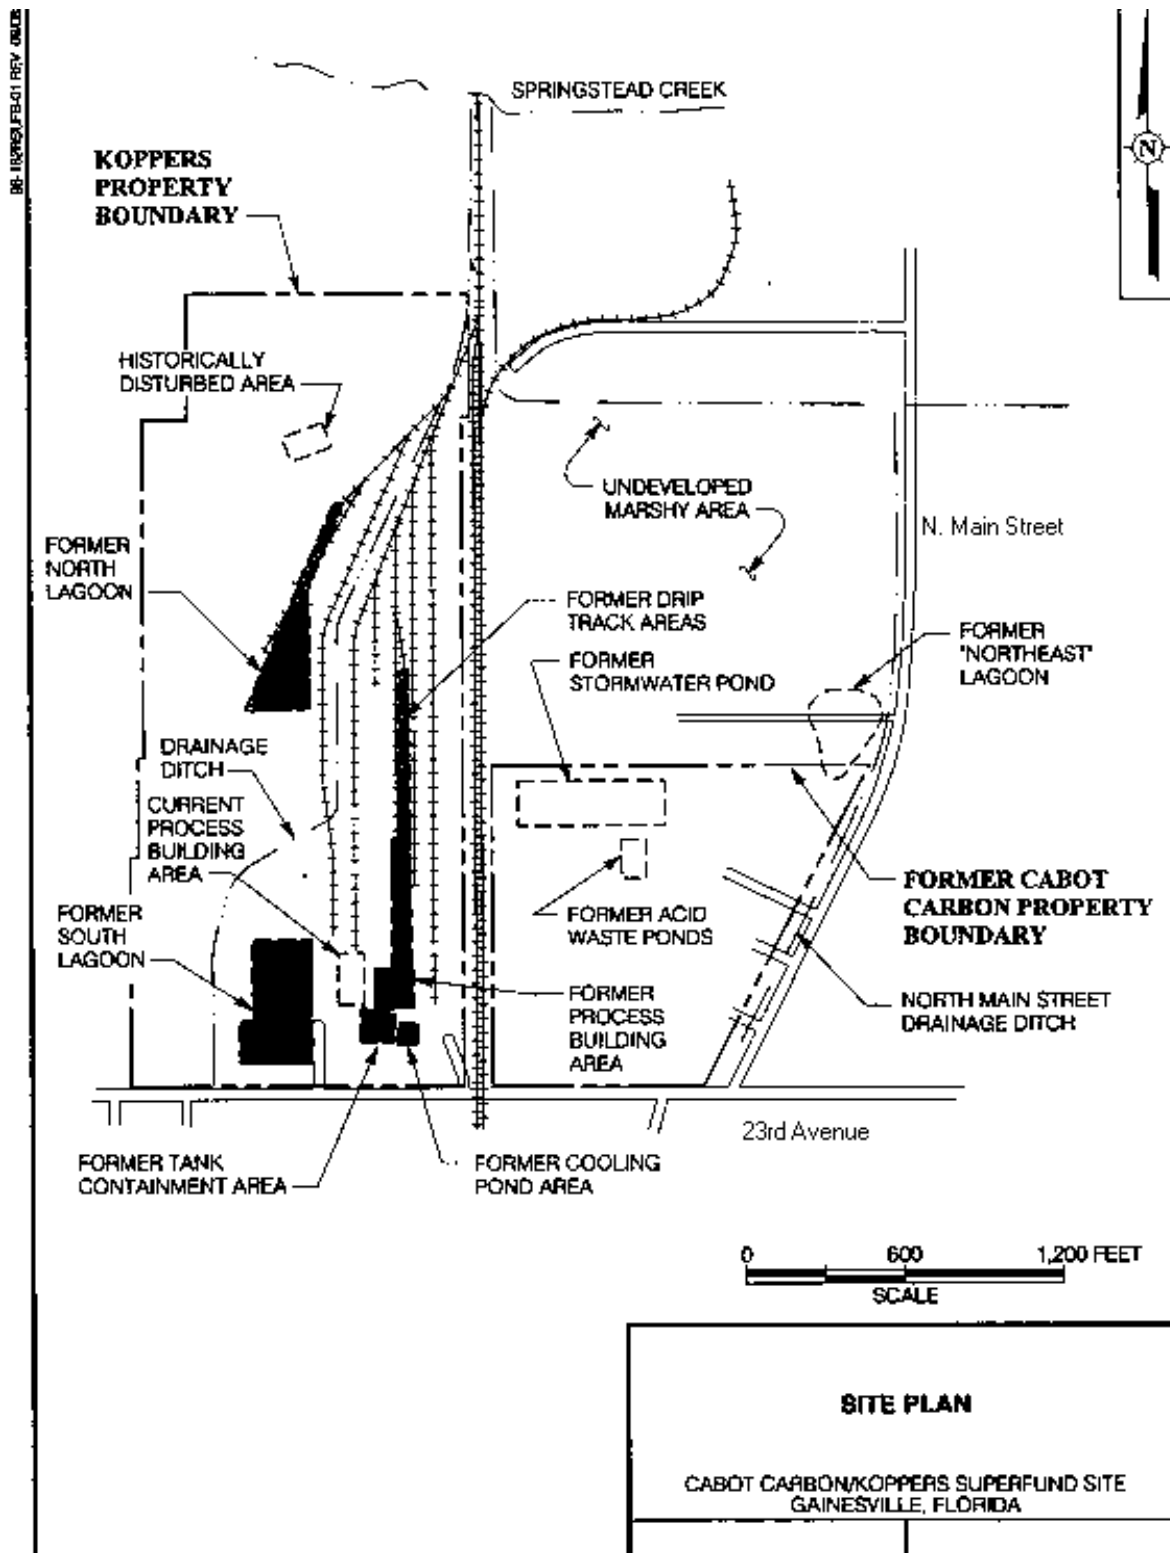 SPRINGSTEAD CREEK
KOPPERS
PROPERTY
BOUNDARY
N
HISTORICALLY
DISTURBED AREA
UNDEVELOPED
MARSHY AREA
N. Main Street
FORMER
NORTH
LAGOON
FORMER DRIP
TRACK AREAS
FORMER
"NORTHEAST"
LAGOON
FORMER
STORMWATER POND
DRAINAGE
DITCH
CURRENT
PROCESS
BUILDING
AREA
FORMER CABOT
CARBON PROPERTY
BOUNDARY
FORMER
SOUTH
LAGOON
FORMER ACID
WASTE PONDS
FORMER
PROCESS
BUILDING
AREA
NORTH MAIN STREET
DRAINAGE DITCH
23rd Avenue
FORMER TANK
CONTAINMENT AREA
FORMER COOLING
POND AREA
0 600 1,200 FEET
SCALE
SITE PLAN
CABOT CARBON/KOPPERS SUPERFUND SITE
GAINESVILLE, FLORIDA